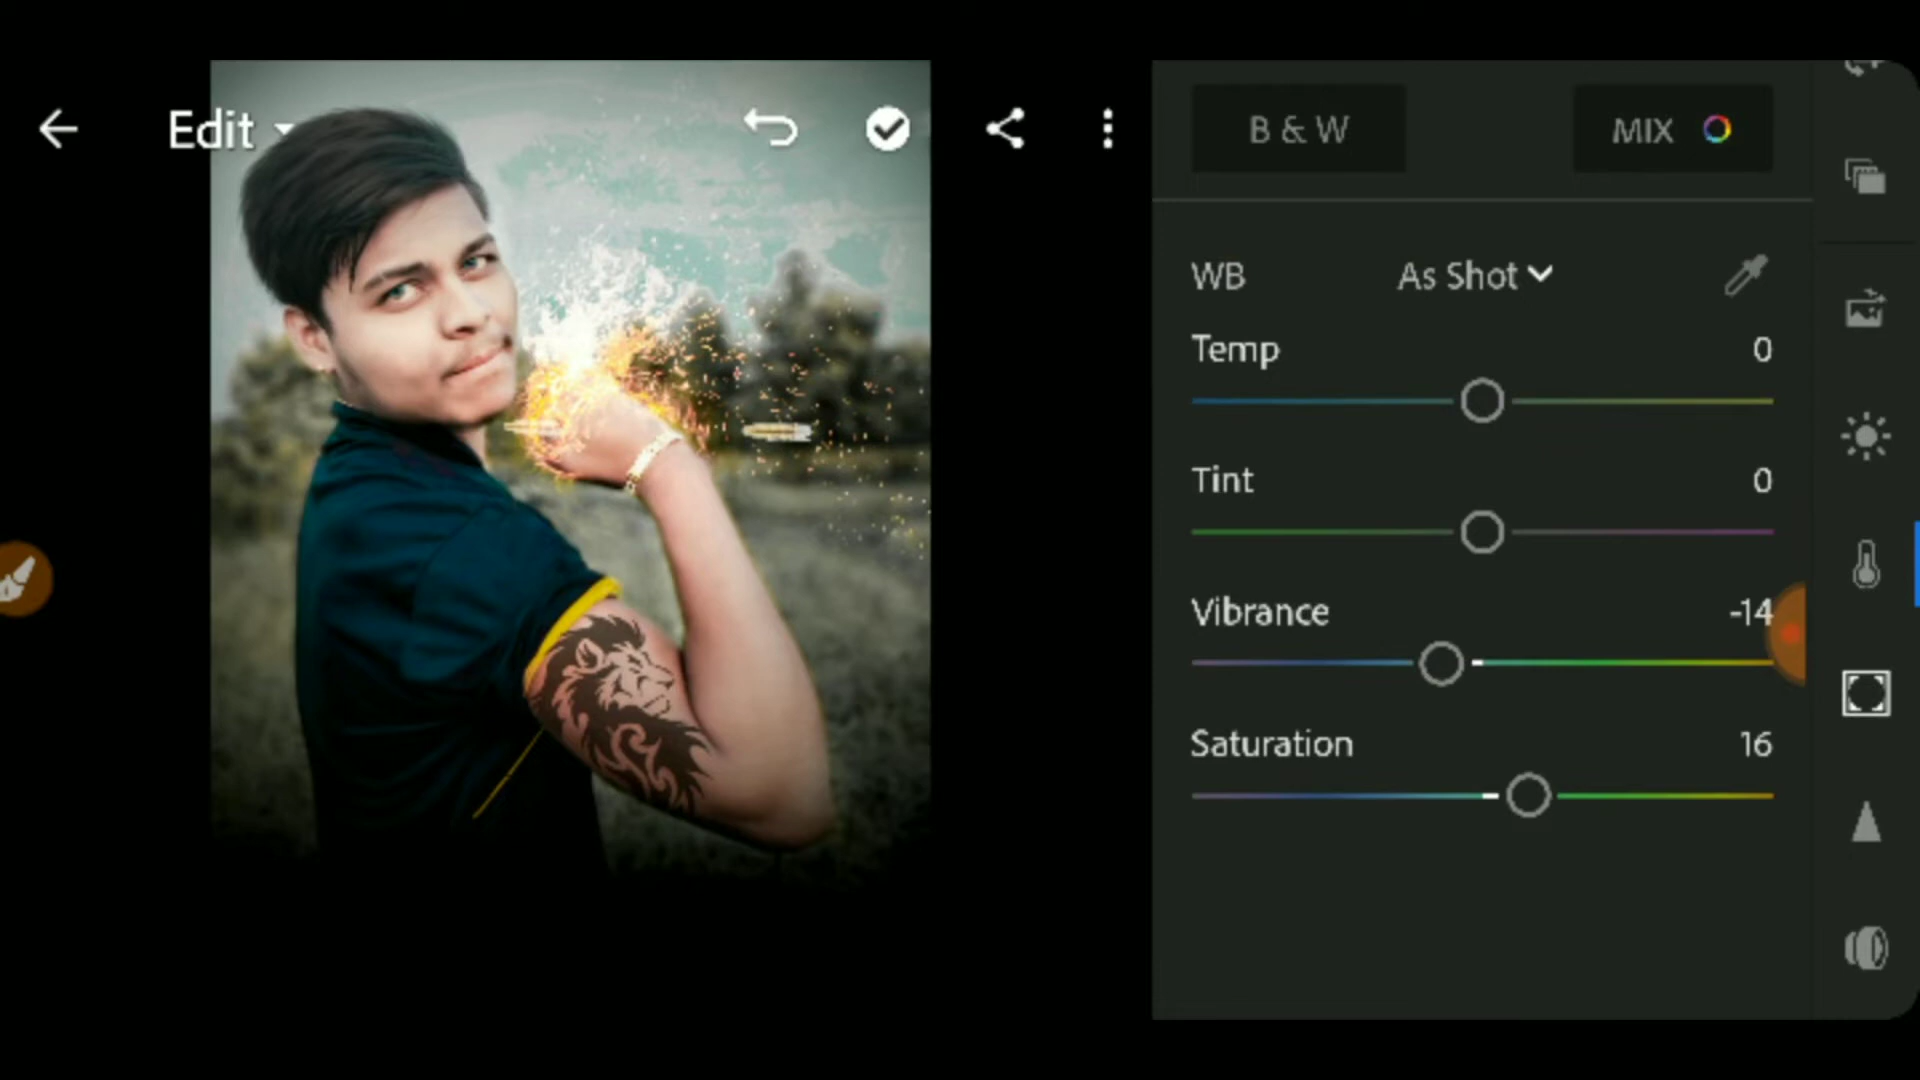 Edit
B & W
MIX
WB
As Shot
Temp
0
Tint
0
Vibrance
-14
Saturation
16